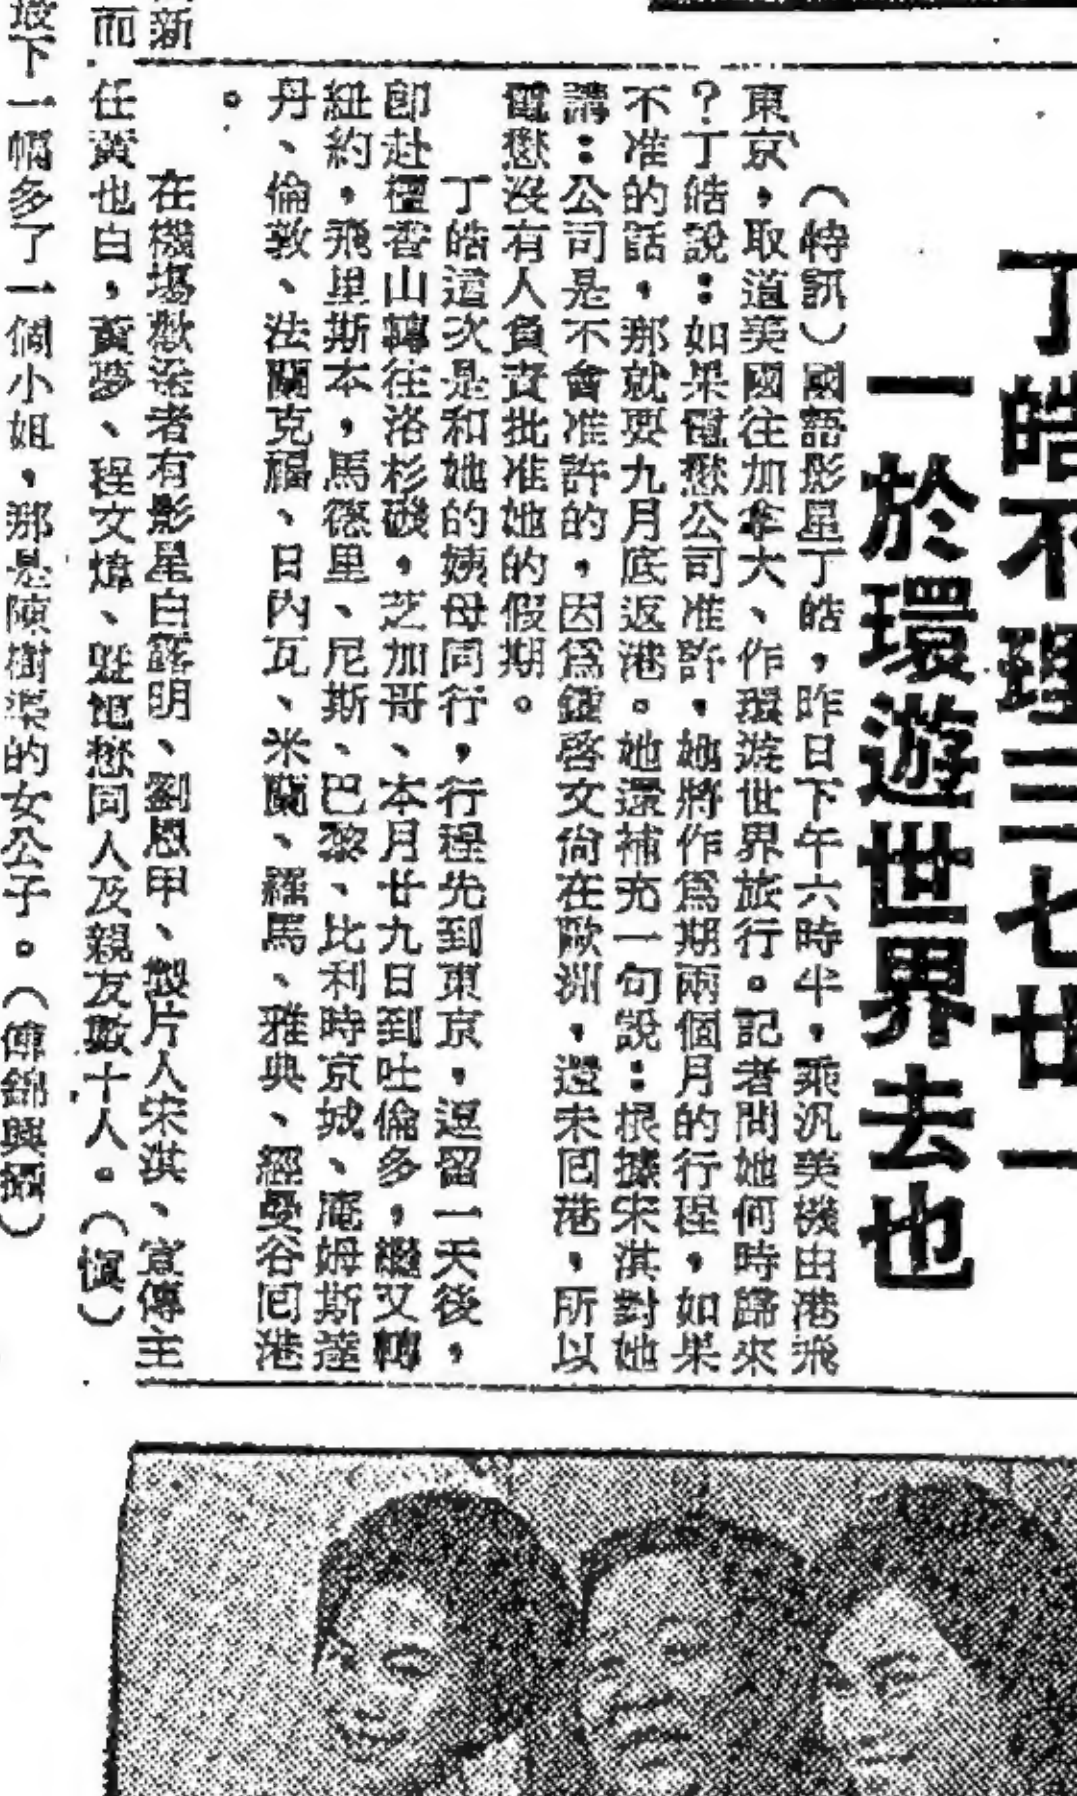 丁皓不理三七廿一
一於環遊世界去也
（特訊）國語影星丁皓，昨日下午六時半，乘汎美機由港飛
東京，取道美國往加拿大、作環遊世界旅行。記者問她何時歸來
？丁皓說：如果電懋公司准許，她將作爲期兩個月的行程，如果
不准的話，那就要九月底返港。她還補充一句說：根據宋淇對她
講：公司是不會准許的，因爲鍾啓文尙在歐洲，還未囘港，所以
電懋沒有人負責批准她的假期。
丁皓這次是和她的姨母同行，行程先到東京，逗留一天後，
卽赴檀香山轉往洛杉磯，芝加哥、本月廿九日到吐倫多，繼又轉
紐約，飛里斯本，馬德里、尼斯、巴黎、比利時京城、庵姆斯達
丹、倫敦、法蘭克福、日內瓦、米蘭、羅馬、雅典、經曼谷囘港
。
在機場歡送者有影星白露明、劉恩甲、製片人宋淇、宣傳主
任黃也白，黃夢、程文煒、曁電懋同人及親友數十人。（愼）
新
而
最下一幅多了一個小姐，那是陳樹渠的女公子。（錦興攝）